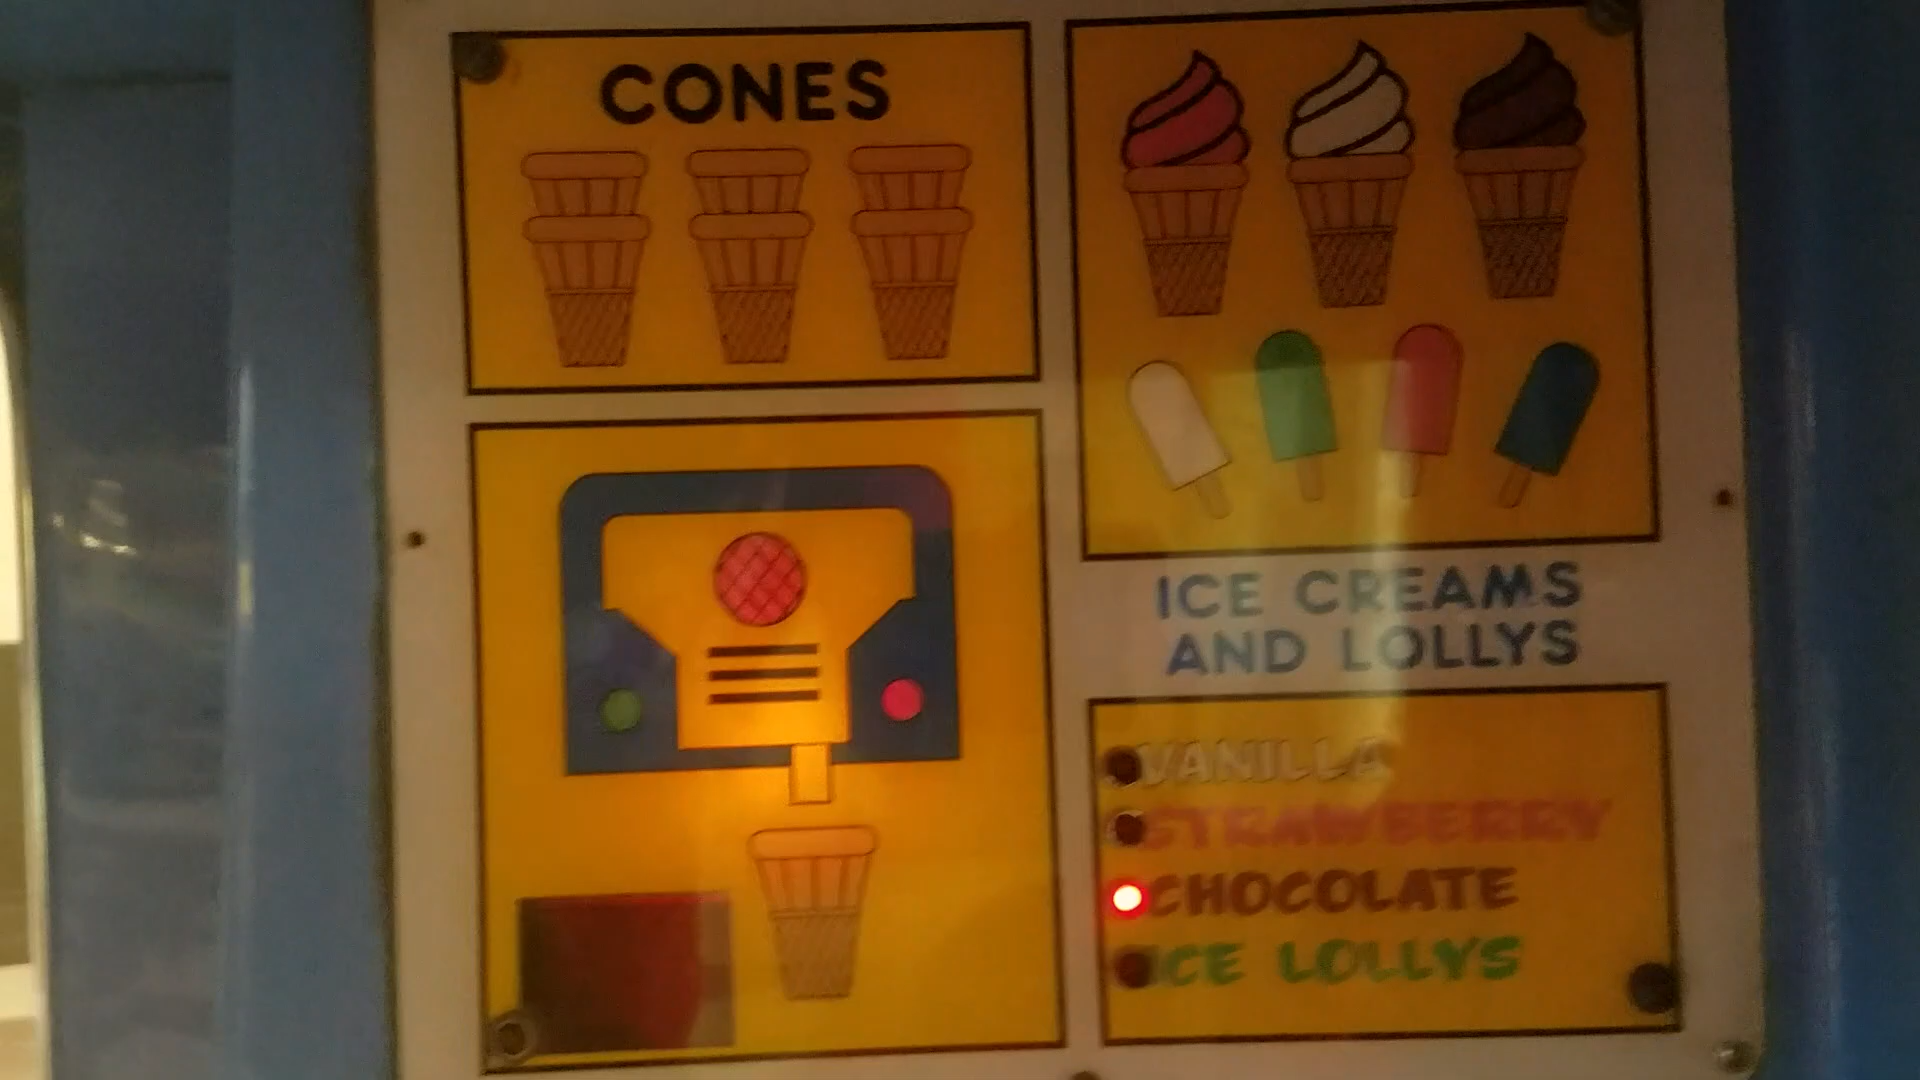 CONES
ICE CREAMS
AND LOLLYS
VANILLA
STRAWBERRY
CHOCOLATE
ICE LOLLYS